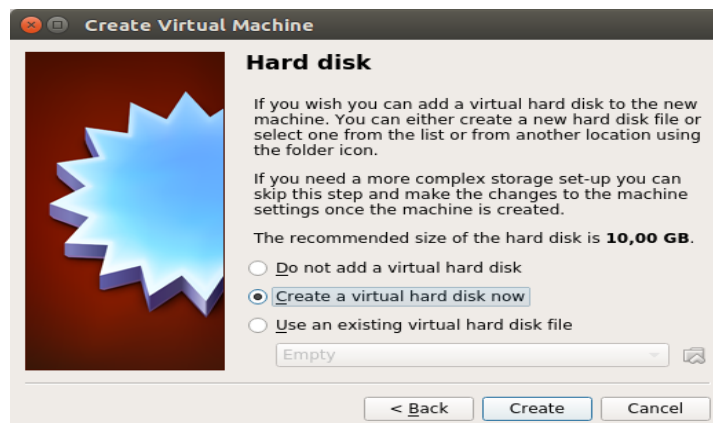 Create Virtual Machine
Hard disk
If you wish you can add a virtual hard disk to the new
machine. You can either create a new hard disk file or
select one from the list or from another location using
the folder icon.
If you need a more complex storage set-up you can
skip this step and make the changes to the machine
settings once the machine is created.
The recommended size of the hard disk is 10,00 GB.
Do not add a virtual hard disk
Create a virtual hard disk now
Use an existing virtual hard disk file
Empty
< Back
Create
Cancel